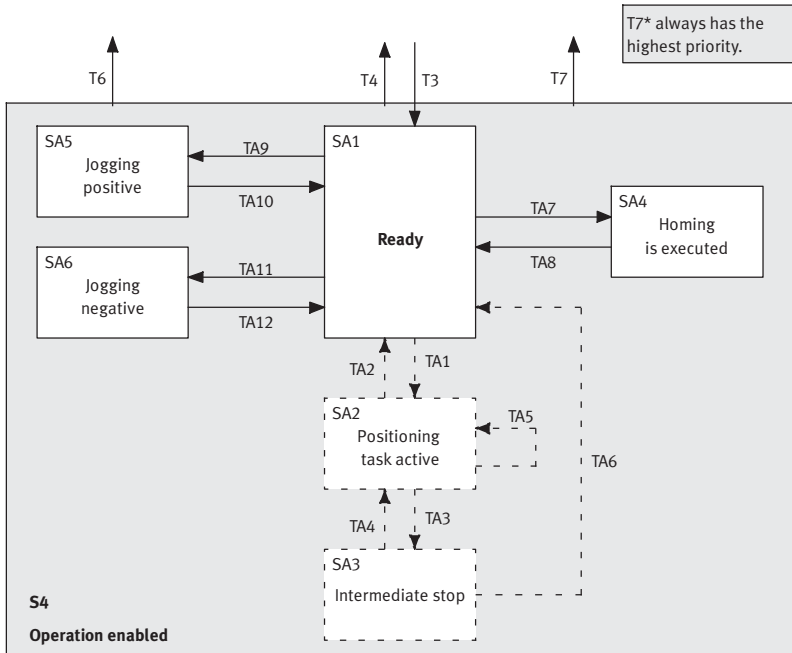 T7* always has the
highest priority.
T6
T4
T3
T7
SA5
Jogging
positive
TA9
TA10
SA1
Ready
TA7
TA8
SA4
Homing
is executed
SA6
Jogging
negative
TA11
TA12
TA2
TA1
SA2
Positioning
task active
TA5
TA6
TA4
TA3
SA3
Intermediate stop
S4
Operation enabled